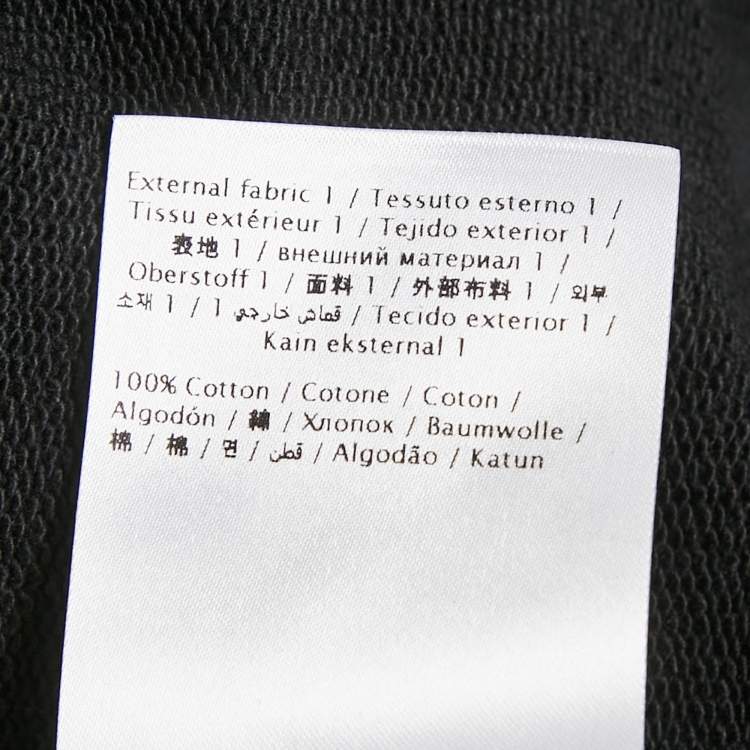 External fabric 1 / Tessuto esterno 1 /
Tissu extérieur 1 / Tejido exterior 1 /
表地 1 / внешний материал 1 /
Oberstoff 1 / 面料 1 / 外部布料 1 / 외부
소재 1 / قماش خارجي 1 / Tecido exterior 1 /
Kain eksternal 1
100% Cotton / Cotone / Coton /
Algodón / 綿 / Хлопок / Baumwolle /
棉 / 棉 / 면 / قطن / Algodão / Katun